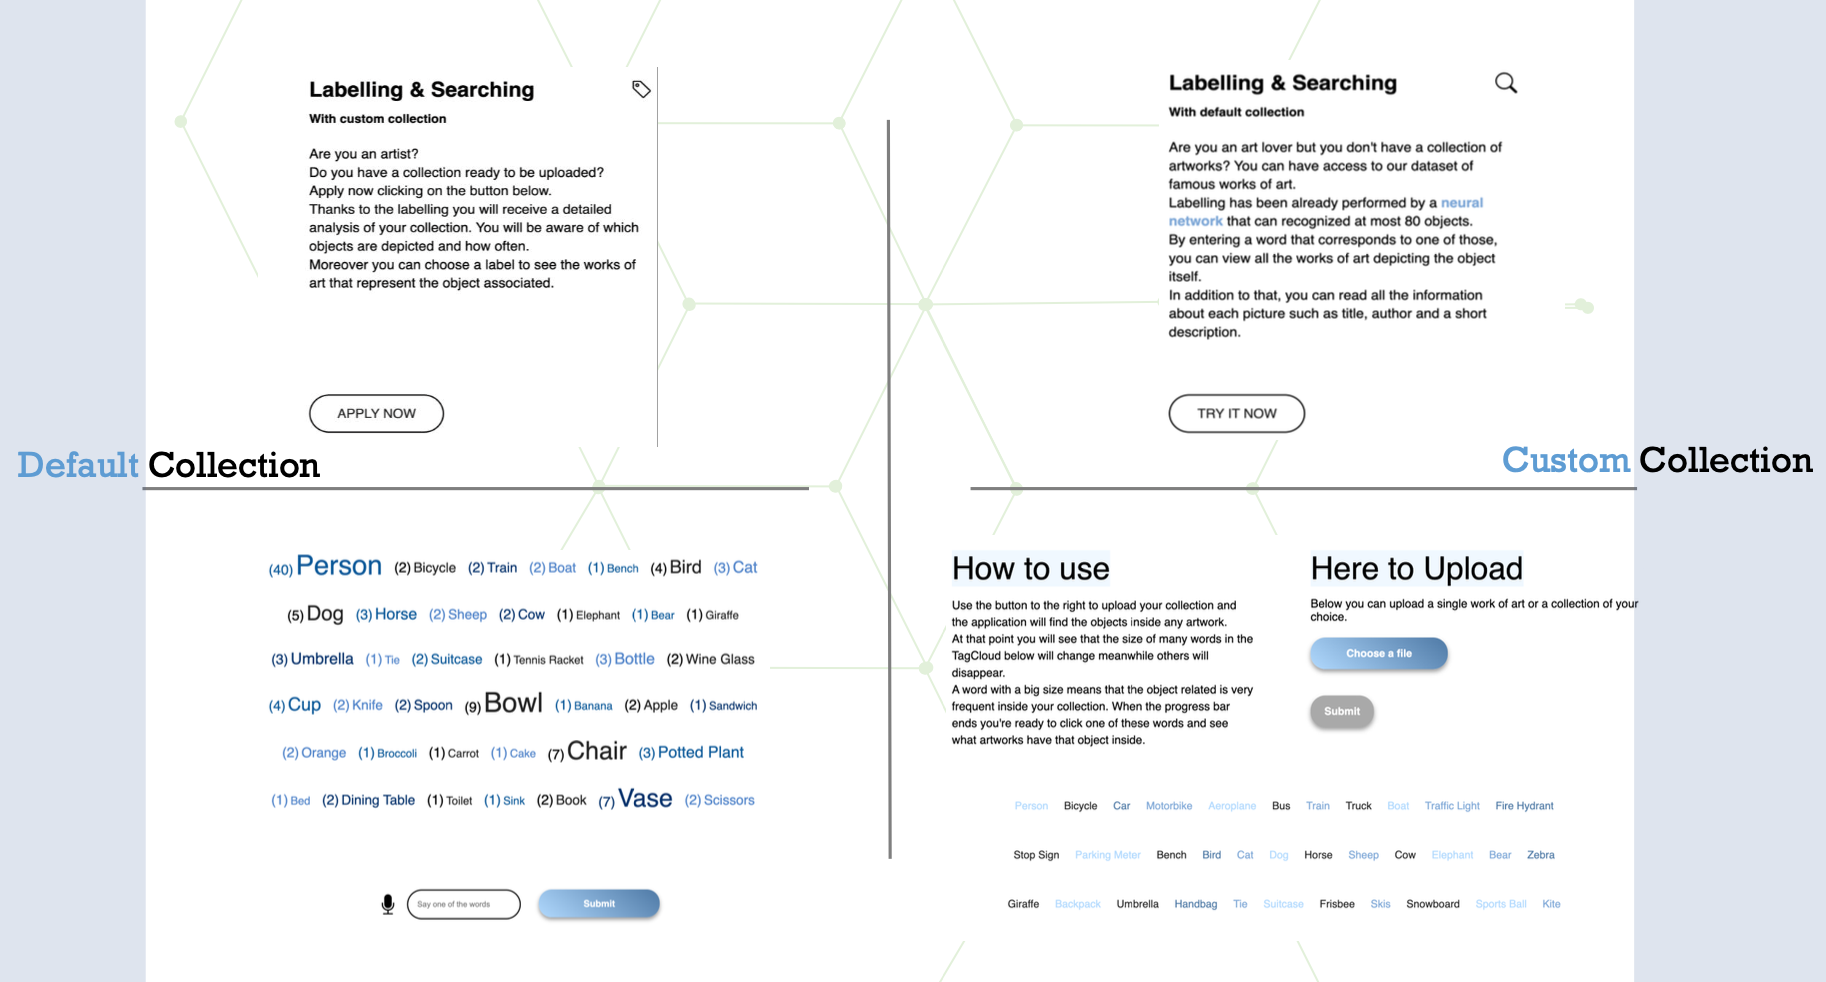 Labelling & Searching
With custom collection
Are you an artist?
Do you have a collection ready to be uploaded?
Apply now clicking on the button below.
Thanks to the labelling you will receive a detailed
analysis of your collection. You will be aware of which
objects are depicted and how often.
Moreover you can choose a label to see the works of
art that represent the object associated.
APPLY NOW
Labelling & Searching
With default collection
Are you an art lover but you don't have a collection of
artworks? You can have access to our dataset of
famous works of art.
Labelling has been already performed by a neural
network that can recognized at most 80 objects.
By entering a word that corresponds to one of those,
you can view all the works of art depicting the object
itself.
In addition to that, you can read all the information
about each picture such as title, author and a short
description.
TRY IT NOW
Default Collection
Custom Collection
(40) Person (2) Bicycle (2) Train (2) Boat (1) Bench (4) Bird (3) Cat
(5) Dog (3) Horse (2) Sheep (2) Cow (1) Elephant (1) Bear (1) Giraffe
(3) Umbrella (1) Tie (2) Suitcase (1) Tennis Racket (3) Bottle (2) Wine Glass
(4) Cup (2) Knife (2) Spoon (9) Bowl (1) Banana (2) Apple (1) Sandwich
(2) Orange (1) Broccoli (1) Carrot (1) Cake (7) Chair (3) Potted Plant
(1) Bed (2) Dining Table (1) Toilet (1) Sink (2) Book (7) Vase (2) Scissors
Say one of the words
Submit
How to use
Use the button to the right to upload your collection and
the application will find the objects inside any artwork.
At that point you will see that the size of many words in the
TagCloud below will change meanwhile others will
disappear.
A word with a big size means that the object related is very
frequent inside your collection. When the progress bar
ends you're ready to click one of these words and see
what artworks have that object inside.
Here to Upload
Below you can upload a single work of art or a collection of your
choice.
Choose a file
Submit
Person Bicycle Car Motorbike Aeroplane Bus Train Truck Boat Traffic Light Fire Hydrant
Stop Sign Parking Meter Bench Bird Cat Dog Horse Sheep Cow Elephant Bear Zebra
Giraffe Backpack Umbrella Handbag Tie Suitcase Frisbee Skis Snowboard Sports Ball Kite